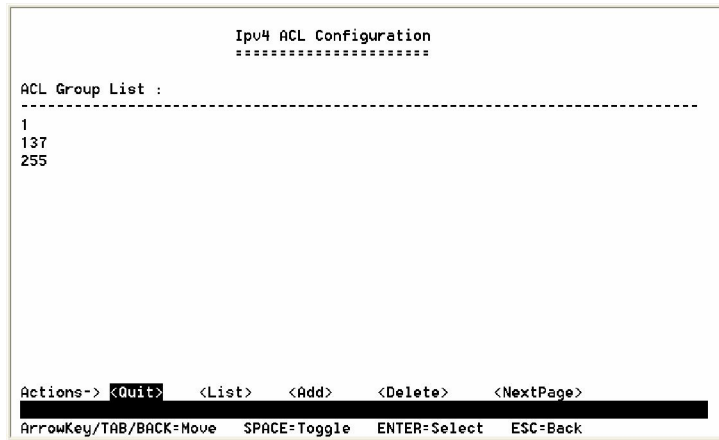 Ipv4 ACL Configuration
======================
ACL Group List :
---------------------------------------------------------------------------
1
137
255
Actions-> <Quit> <List> <Add> <Delete> <NextPage>
ArrowKey/TAB/BACK=Move SPACE=Toggle ENTER=Select ESC=Back